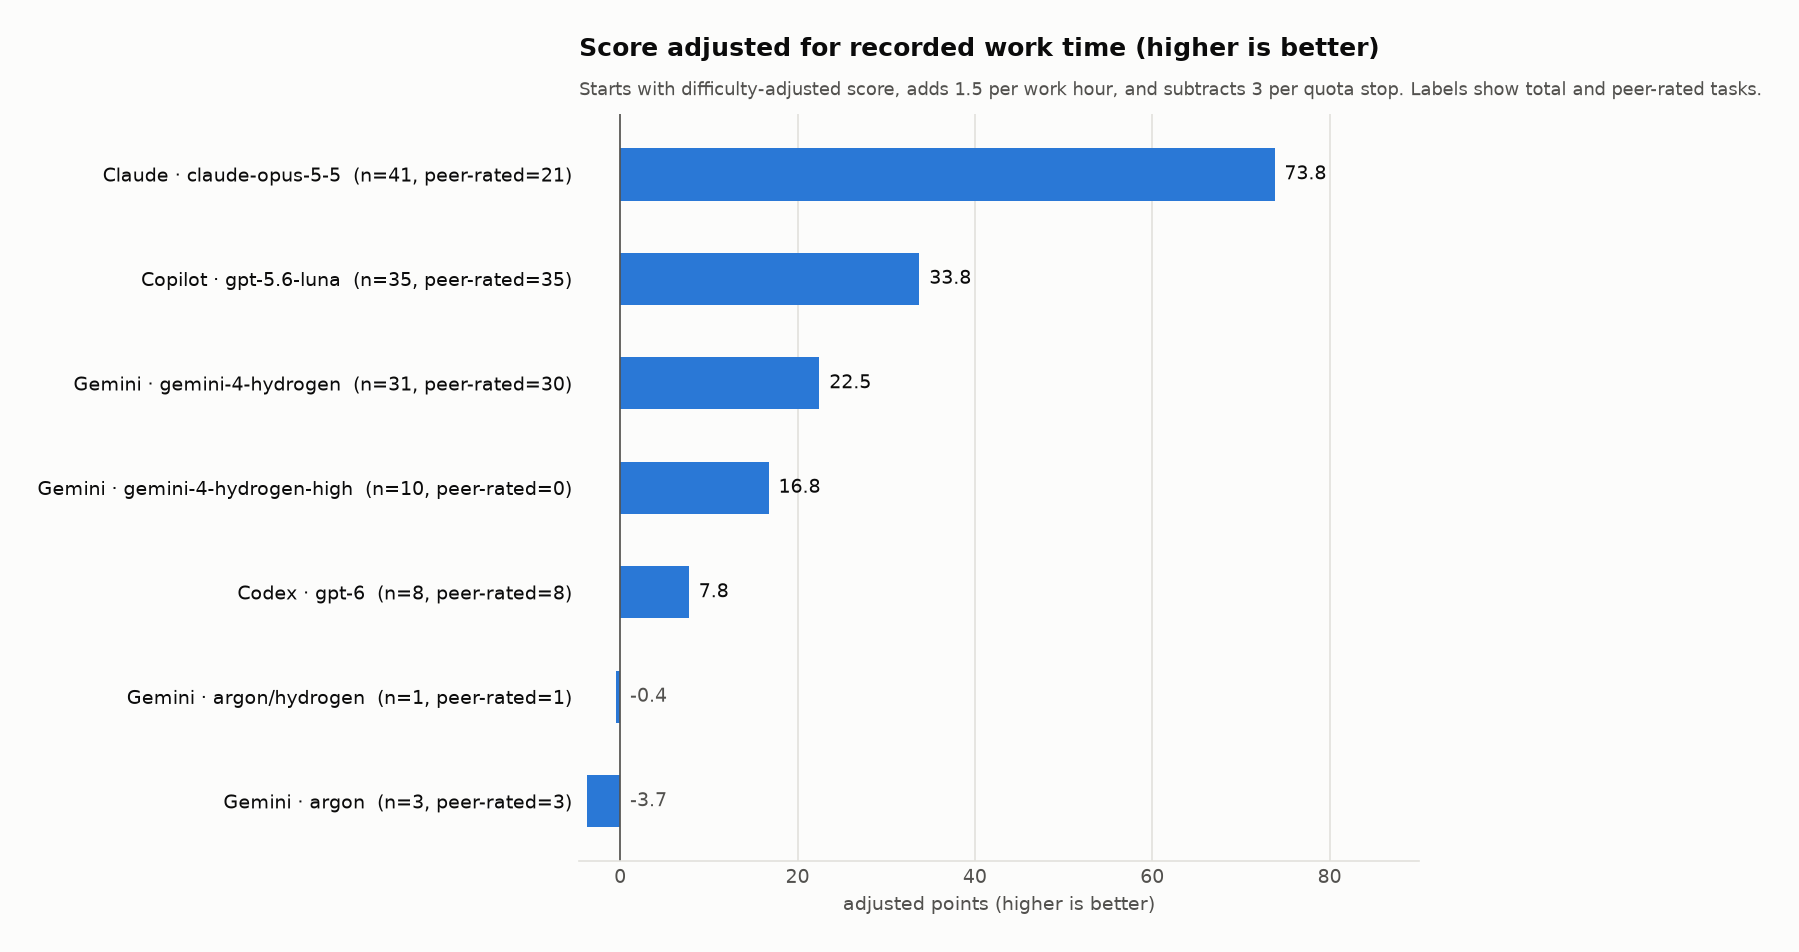 Score adjusted for recorded work time (higher is better)
Starts with difficulty-adjusted score, adds 1.5 per work hour, and subtracts 3 per quota stop. Labels show total and peer-rated tasks.
Claude · claude-opus-5-5 (n=41, peer-rated=21) 73.8
Copilot · gpt-5.6-luna (n=35, peer-rated=35) 33.8
Gemini · gemini-4-hydrogen (n=31, peer-rated=30) 22.5
Gemini · gemini-4-hydrogen-high (n=10, peer-rated=0) 16.8
Codex · gpt-6 (n=8, peer-rated=8) 7.8
Gemini · argon/hydrogen (n=1, peer-rated=1) -0.4
Gemini · argon (n=3, peer-rated=3) -3.7
0 20 40 60 80
adjusted points (higher is better)